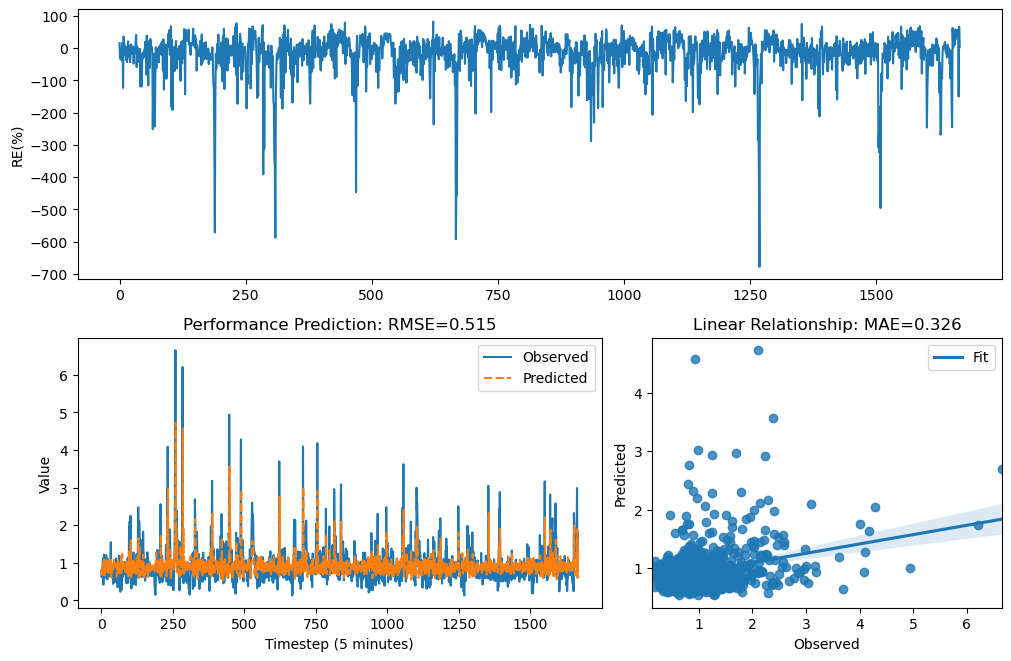 100
0
−100
−200
−300
−400
−500
−600
−700
RE(%)
0 250 500 750 1000 1250 1500
Performance Prediction: RMSE=0.515
6
5
4
3
2
1
0
Value
Observed
Predicted
0 250 500 750 1000 1250 1500
Timestep (5 minutes)
Linear Relationship: MAE=0.326
4
3
2
1
Predicted
Fit
1 2 3 4 5 6
Observed